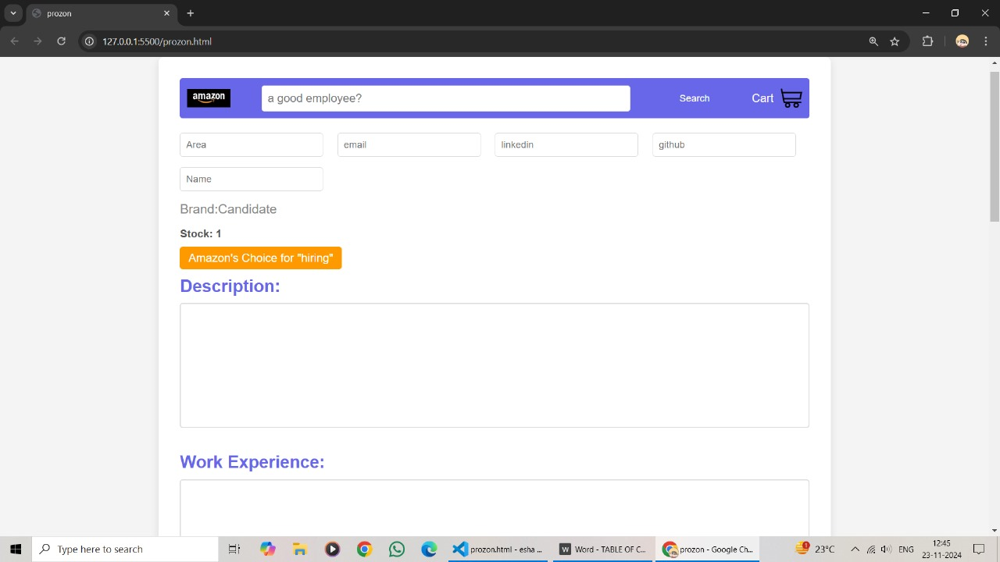 prozon
127.0.0.1:5500/prozon.html
amazon
a good employee?
Search
Cart
Area
email
linkedin
github
Name
Brand:Candidate
Stock: 1
Amazon's Choice for "hiring"
Description:
Work Experience:
Type here to search
prozon.html - esha ...
W
Word - TABLE OF C...
prozon - Google Ch...
1
23°C
ENG
12:45
23-11-2024